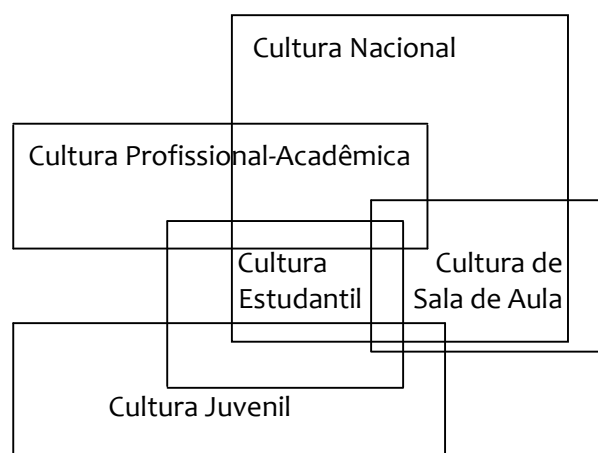 Cultura Nacional
Cultura Profissional-Acadêmica
Cultura
Estudantil
Cultura de
Sala de Aula
Cultura Juvenil